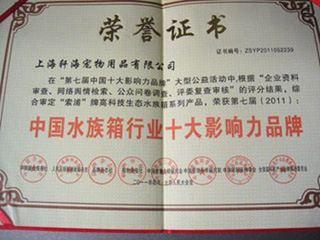 荣誉证书
证书编号：ZSYP2011052239
上海科海宠物用品有限公司
在“第七届中国十大影响力品牌”大型公益活动中，根据“企业资料
审查、网络舆情检索、公众问卷调查、评委复查审核”的评分结果，综
合审定“索浦”牌高科技生态水族箱系列产品，荣获第七届（2011）：
中国水族箱行业十大影响力品牌